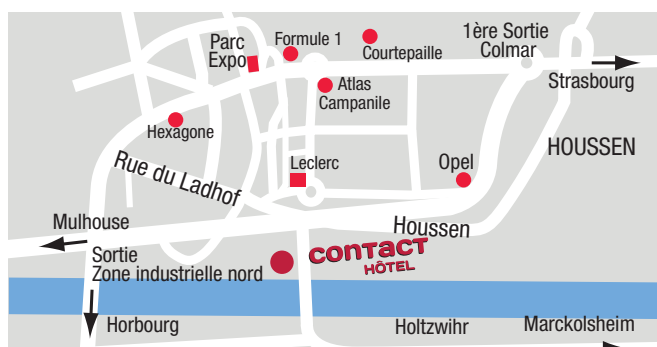 Formule 1
1ère Sortie
Colmar
Parc
Expo
Courtepaille
Strasbourg
Atlas
Campanile
Hexagone
HOUSSEN
Leclerc
Opel
Rue du Ladhof
Mulhouse
Houssen
Sortie
Zone industrielle nord
contact
HÔTEL
Horbourg
Holtzwihr
Marckolsheim